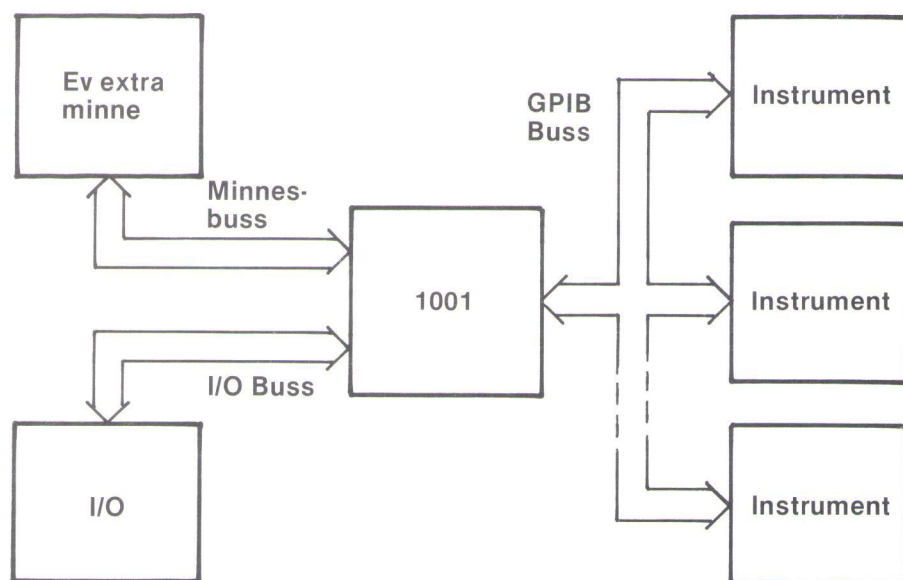 Ev extra
minne
Minnes-
buss
GPIB
Buss
Instrument
1001
Instrument
I/O Buss
I/O
Instrument